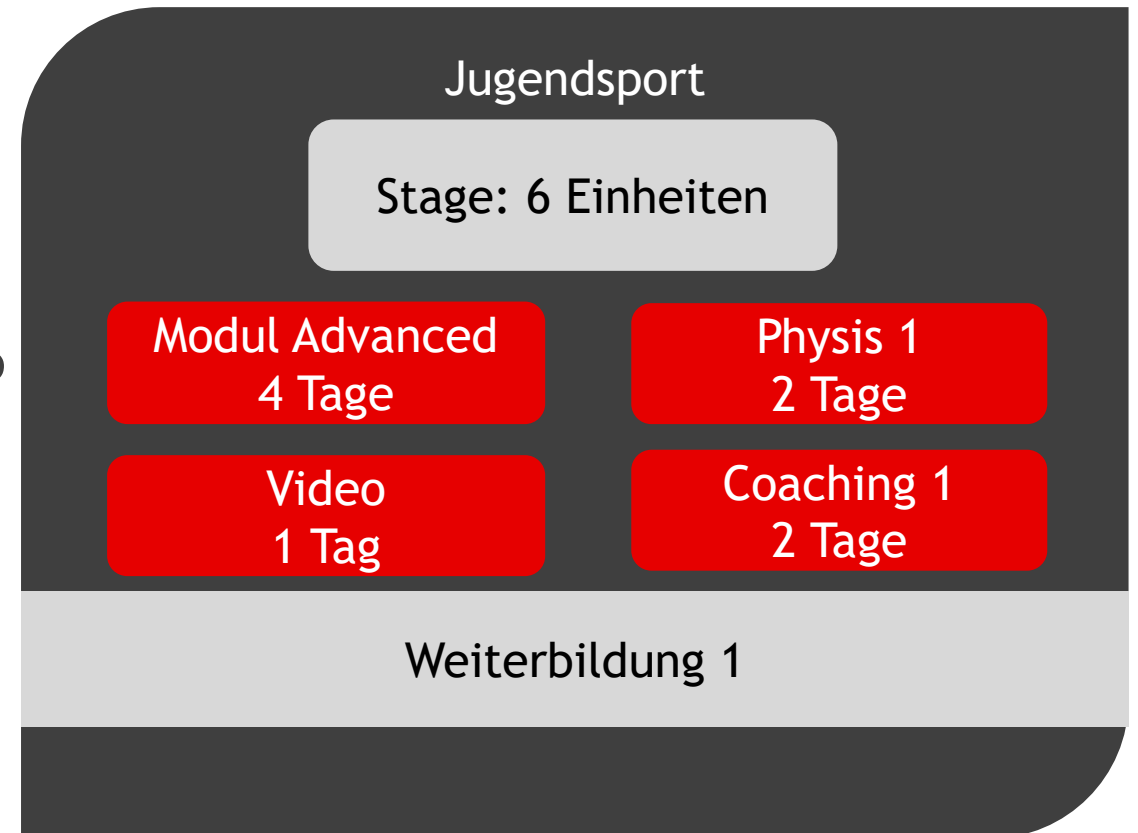 Jugendsport
Stage: 6 Einheiten
Modul Advanced
4 Tage
Physis 1
2 Tage
Video
1 Tag
Coaching 1
2 Tage
Weiterbildung 1